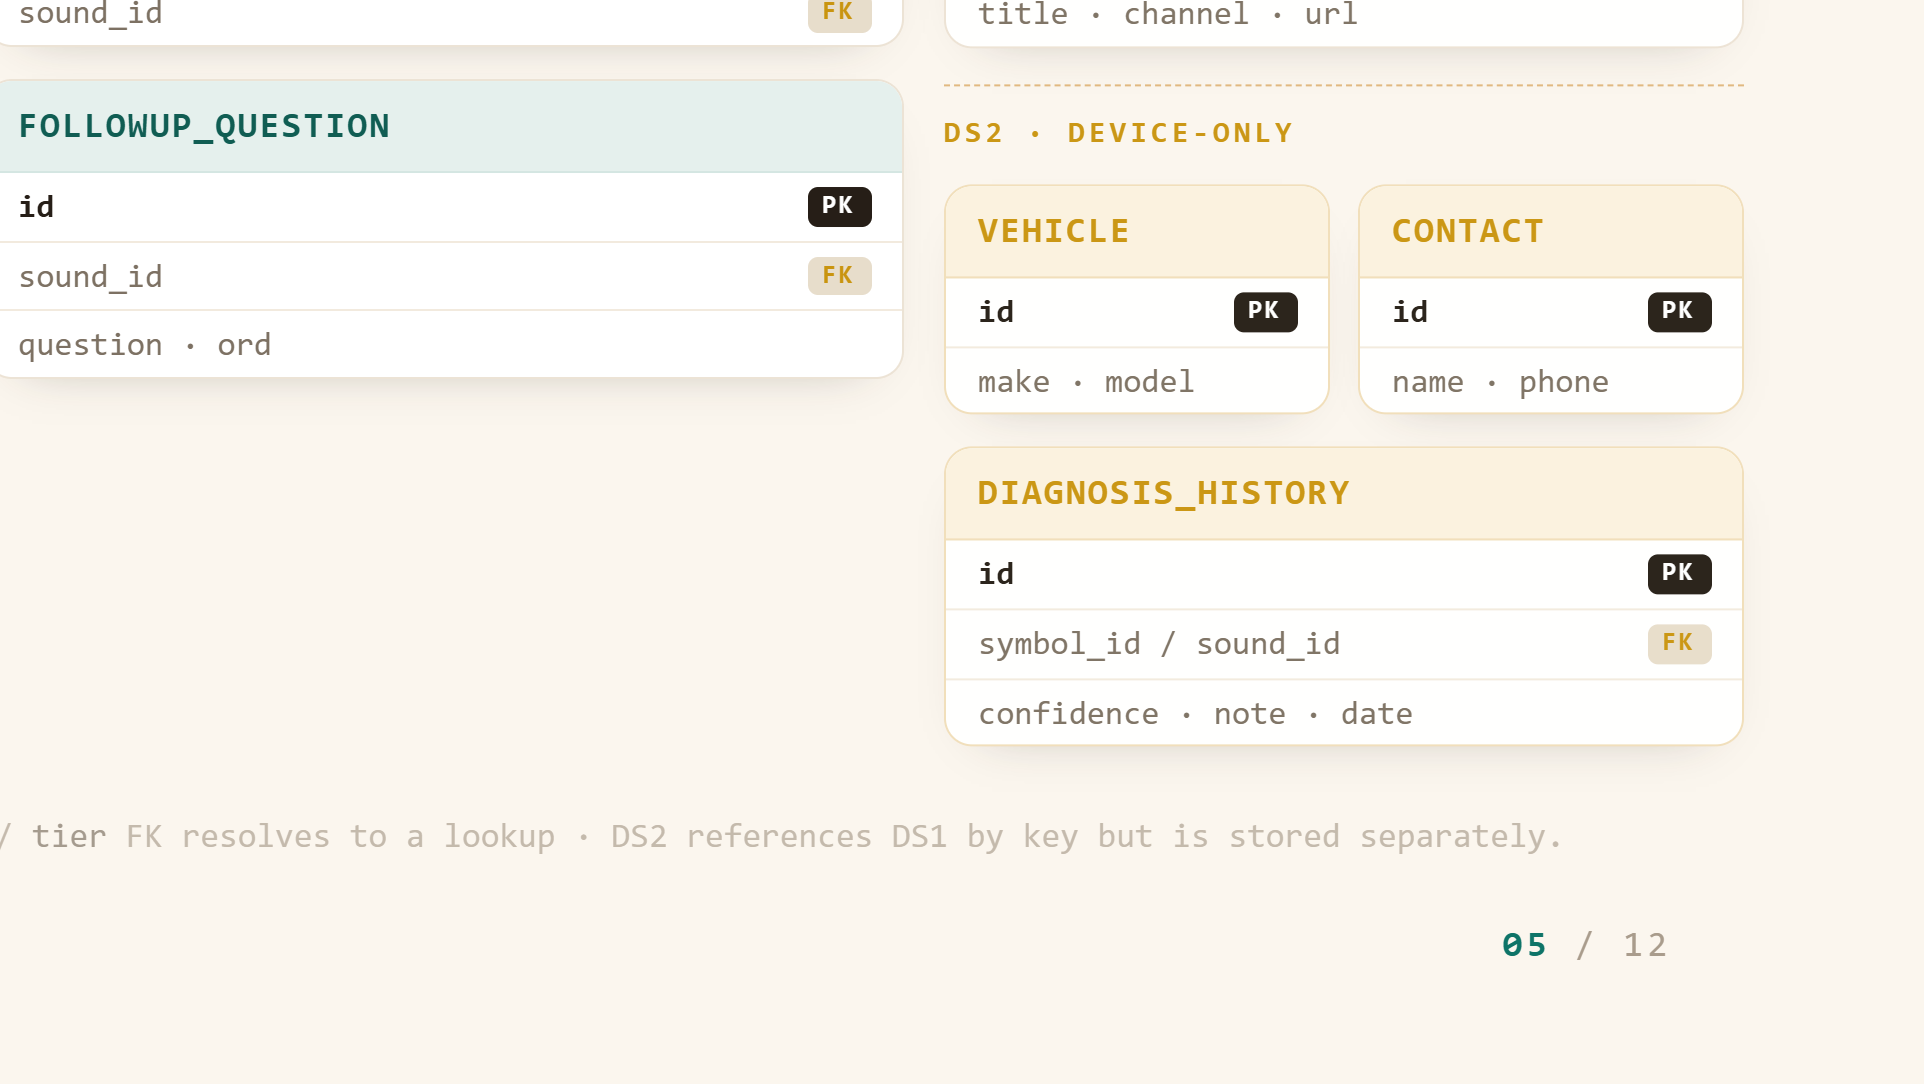 sound_id FK
FOLLOWUP_QUESTION
id PK
sound_id FK
question · ord
title · channel · url
DS2 · DEVICE-ONLY
VEHICLE
id PK
make · model
CONTACT
id PK
name · phone
DIAGNOSIS_HISTORY
id PK
symbol_id / sound_id FK
confidence · note · date
/ tier FK resolves to a lookup · DS2 references DS1 by key but is stored separately.
05 / 12